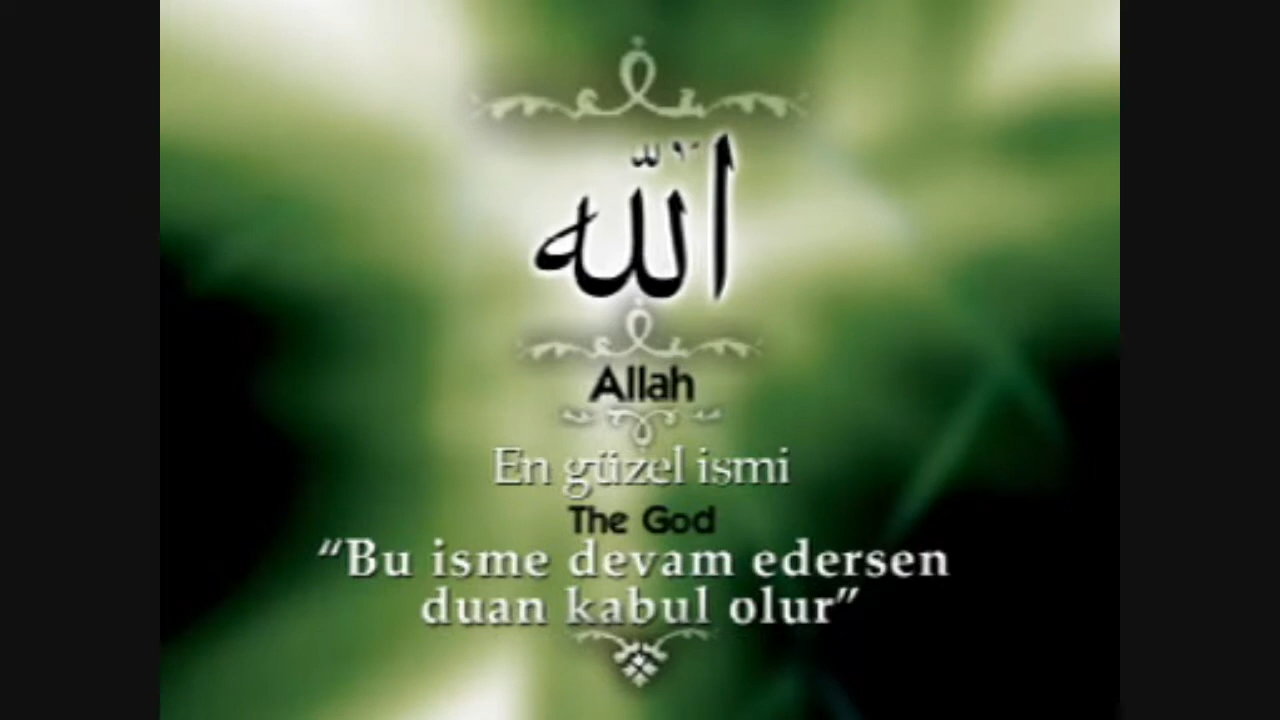 الله
Allah
En güzel ismi
The God
“Bu isme devam edersen
duan kabul olur”